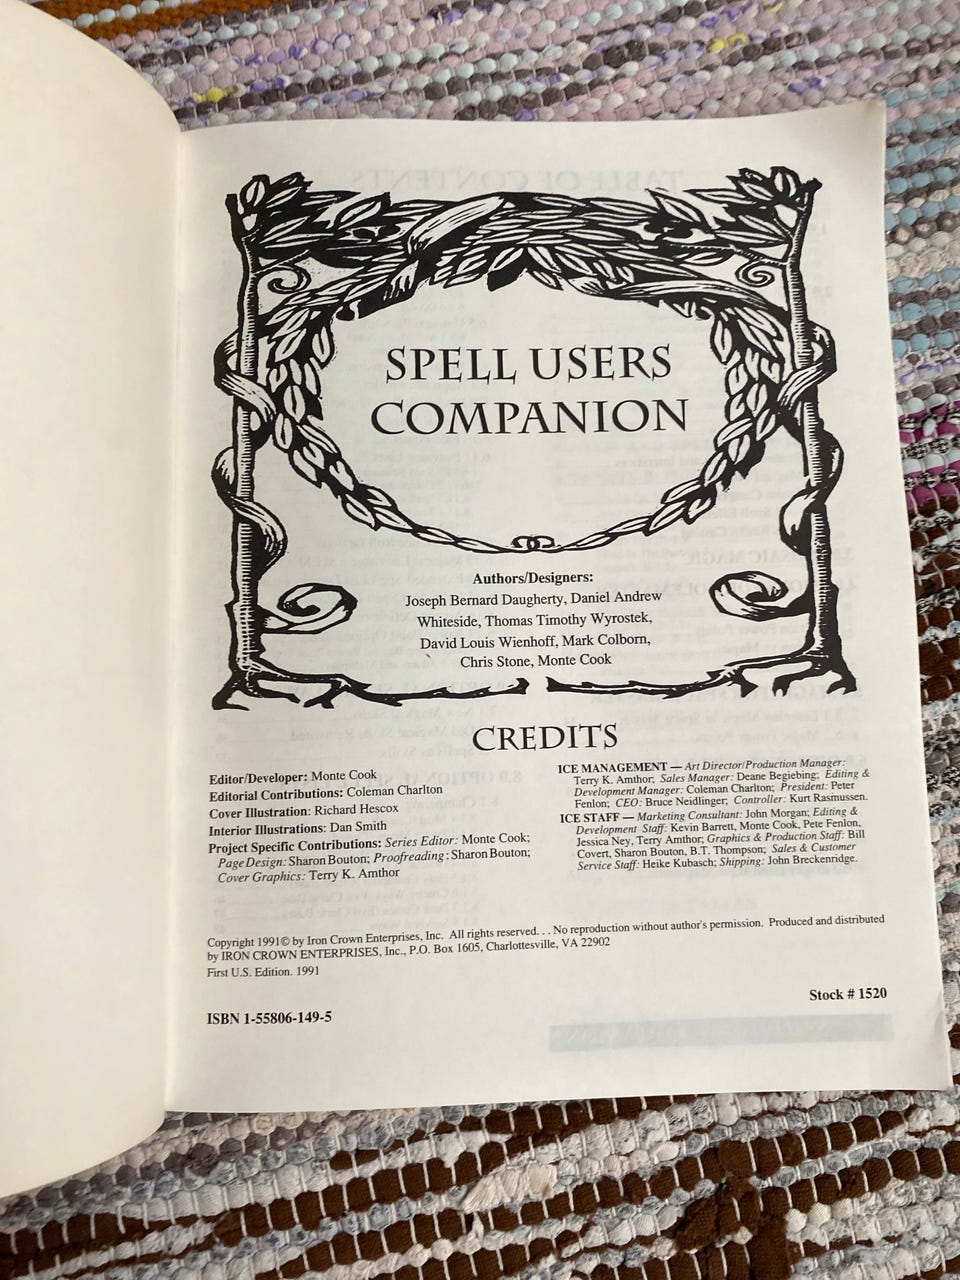 SPELL USERS
COMPANION
Authors/Designers:
Joseph Bernard Daugherty, Daniel Andrew
Whiteside, Thomas Timothy Wyrostek,
David Louis Wienhoff, Mark Colborn,
Chris Stone, Monte Cook
CREDITS
Editor/Developer: Monte Cook
Editorial Contributions: Coleman Charlton
Cover Illustration: Richard Hescox
Interior Illustrations: Dan Smith
Project Specific Contributions: Series Editor: Monte Cook;
Page Design: Sharon Bouton; Proofreading: Sharon Bouton;
Cover Graphics: Terry K. Amthor
ICE MANAGEMENT — Art Director/Production Manager:
Terry K. Amthor; Sales Manager: Deane Begiebing; Editing &
Development Manager: Coleman Charlton; President: Peter
Fenlon; CEO: Bruce Neidlinger; Controller: Kurt Rasmussen.
ICE STAFF — Marketing Consultant: John Morgan; Editing &
Development Staff: Kevin Barrett, Monte Cook, Pete Fenlon,
Jessica Ney, Terry Amthor; Graphics & Production Staff: Bill
Covert, Sharon Bouton, B.T. Thompson; Sales & Customer
Service Staff: Heike Kubasch; Shipping: John Breckenridge.
Copyright 1991© by Iron Crown Enterprises, Inc. All rights reserved. . . No reproduction without author's permission. Produced and distributed
by IRON CROWN ENTERPRISES, Inc., P.O. Box 1605, Charlottesville, VA 22902
First U.S. Edition. 1991
Stock # 1520
ISBN 1-55806-149-5